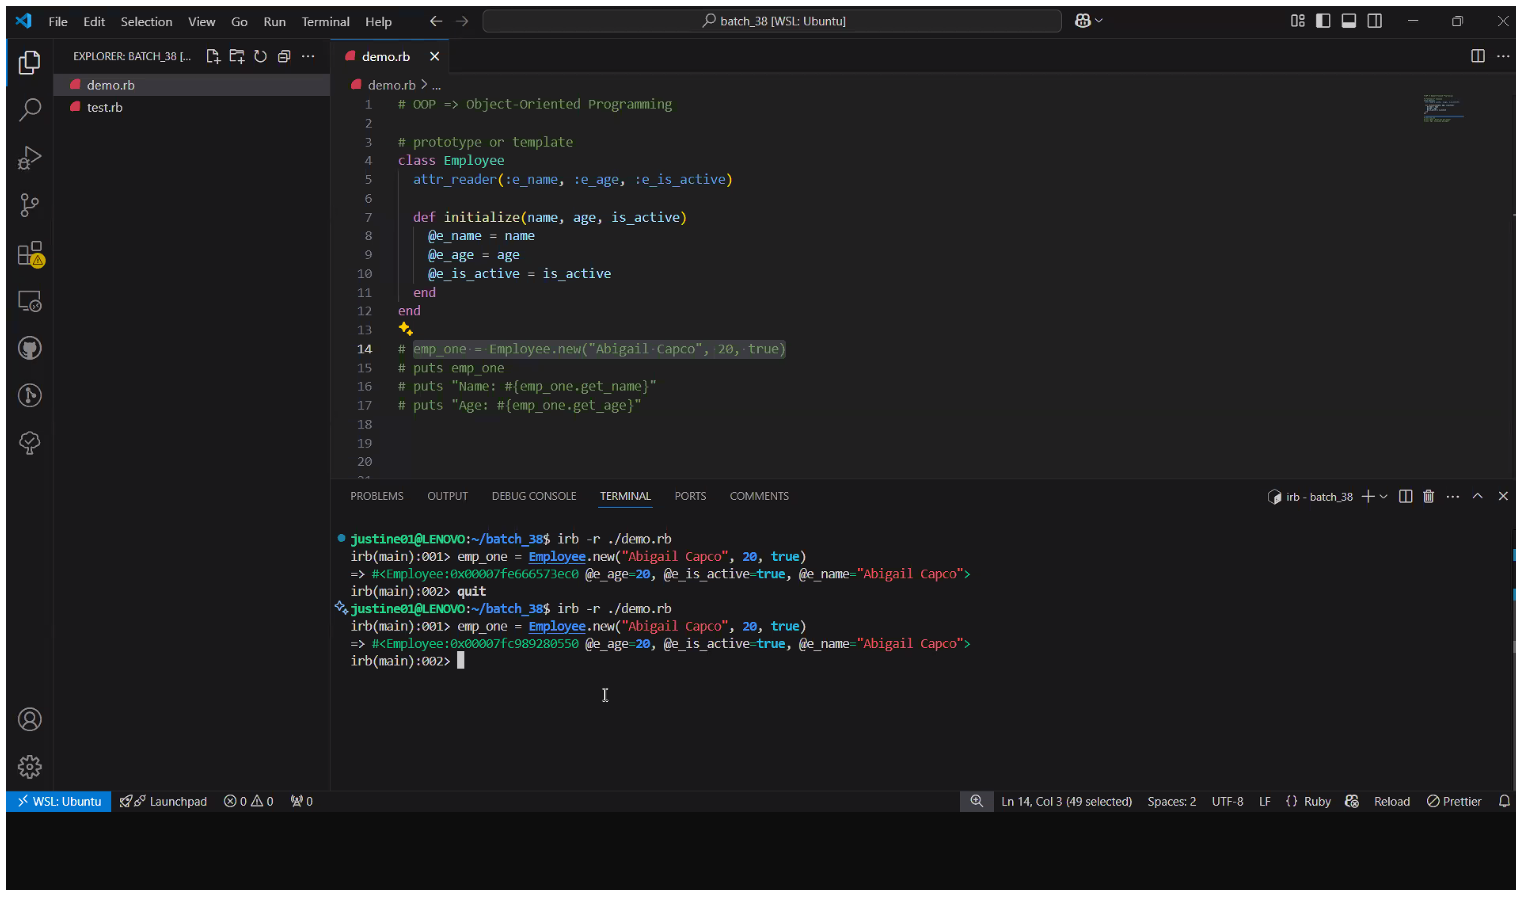 File Edit Selection View Go Run Terminal Help
batch_38 [WSL: Ubuntu]
EXPLORER: BATCH_38 [...
demo.rb
test.rb
demo.rb
demo.rb > ...
1 # OOP => Object-Oriented Programming
2
3 # prototype or template
4 class Employee
5 attr_reader(:e_name, :e_age, :e_is_active)
6
7 def initialize(name, age, is_active)
8 @e_name = name
9 @e_age = age
10 @e_is_active = is_active
11 end
12 end
13
14 # emp_one = Employee.new("Abigail Capco", 20, true)
15 # puts emp_one
16 # puts "Name: #{emp_one.get_name}"
17 # puts "Age: #{emp_one.get_age}"
18
19
20
PROBLEMS OUTPUT DEBUG CONSOLE TERMINAL PORTS COMMENTS
irb - batch_38
justine01@LENOVO:~/batch_38$ irb -r ./demo.rb
irb(main):001> emp_one = Employee.new("Abigail Capco", 20, true)
=> #<Employee:0x00007fe666573ec0 @e_age=20, @e_is_active=true, @e_name="Abigail Capco">
irb(main):002> quit
justine01@LENOVO:~/batch_38$ irb -r ./demo.rb
irb(main):001> emp_one = Employee.new("Abigail Capco", 20, true)
=> #<Employee:0x00007fc989280550 @e_age=20, @e_is_active=true, @e_name="Abigail Capco">
irb(main):002>
WSL: Ubuntu Launchpad 0 0 0 Ln 14, Col 3 (49 selected) Spaces: 2 UTF-8 LF {} Ruby Reload Prettier